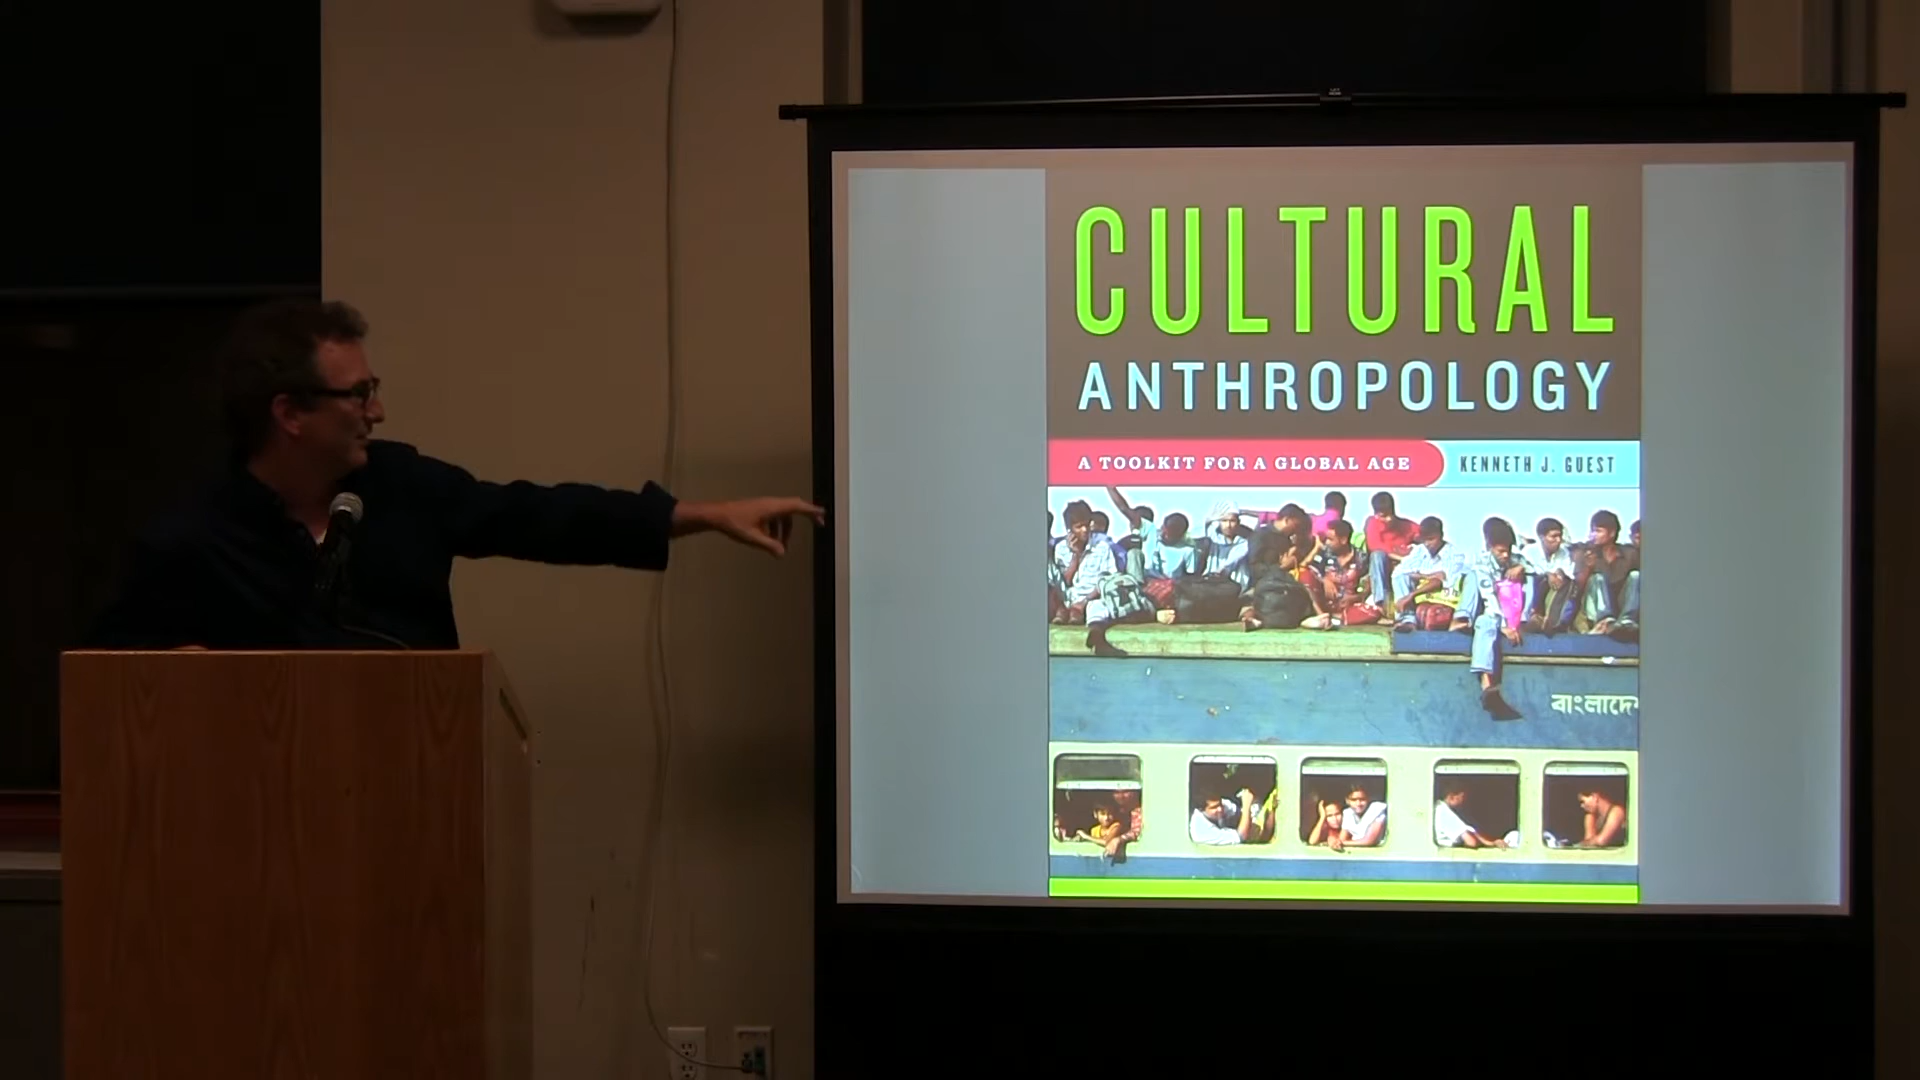 CULTURAL
ANTHROPOLOGY
A TOOLKIT FOR A GLOBAL AGE
KENNETH J. GUEST
বাংলাদে